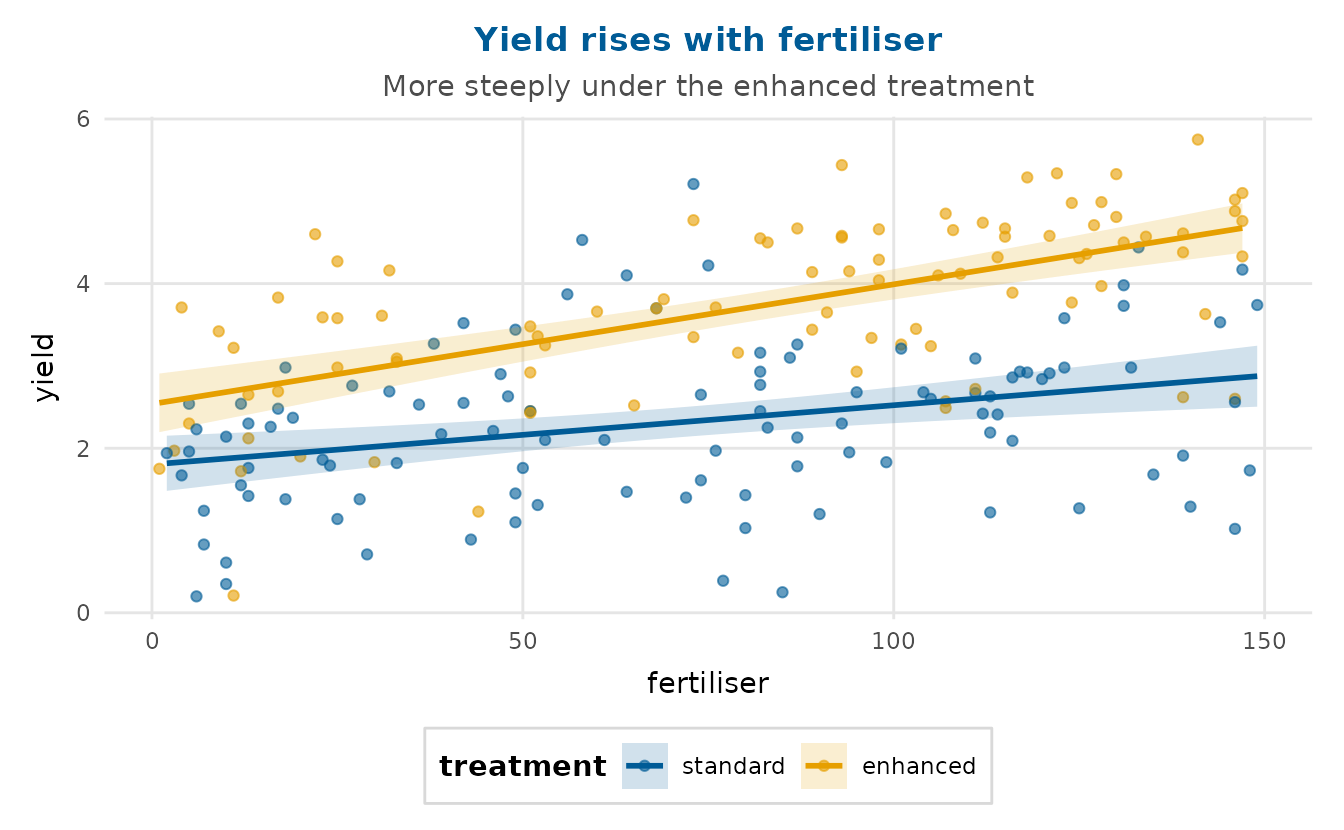 Yield rises with fertiliser
More steeply under the enhanced treatment
6
4
2
0
yield
0 50 100 150
fertiliser
treatment standard enhanced